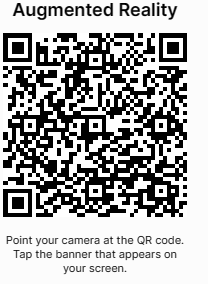 Augmented Reality
Point your camera at the QR code.
Tap the banner that appears on
your screen.